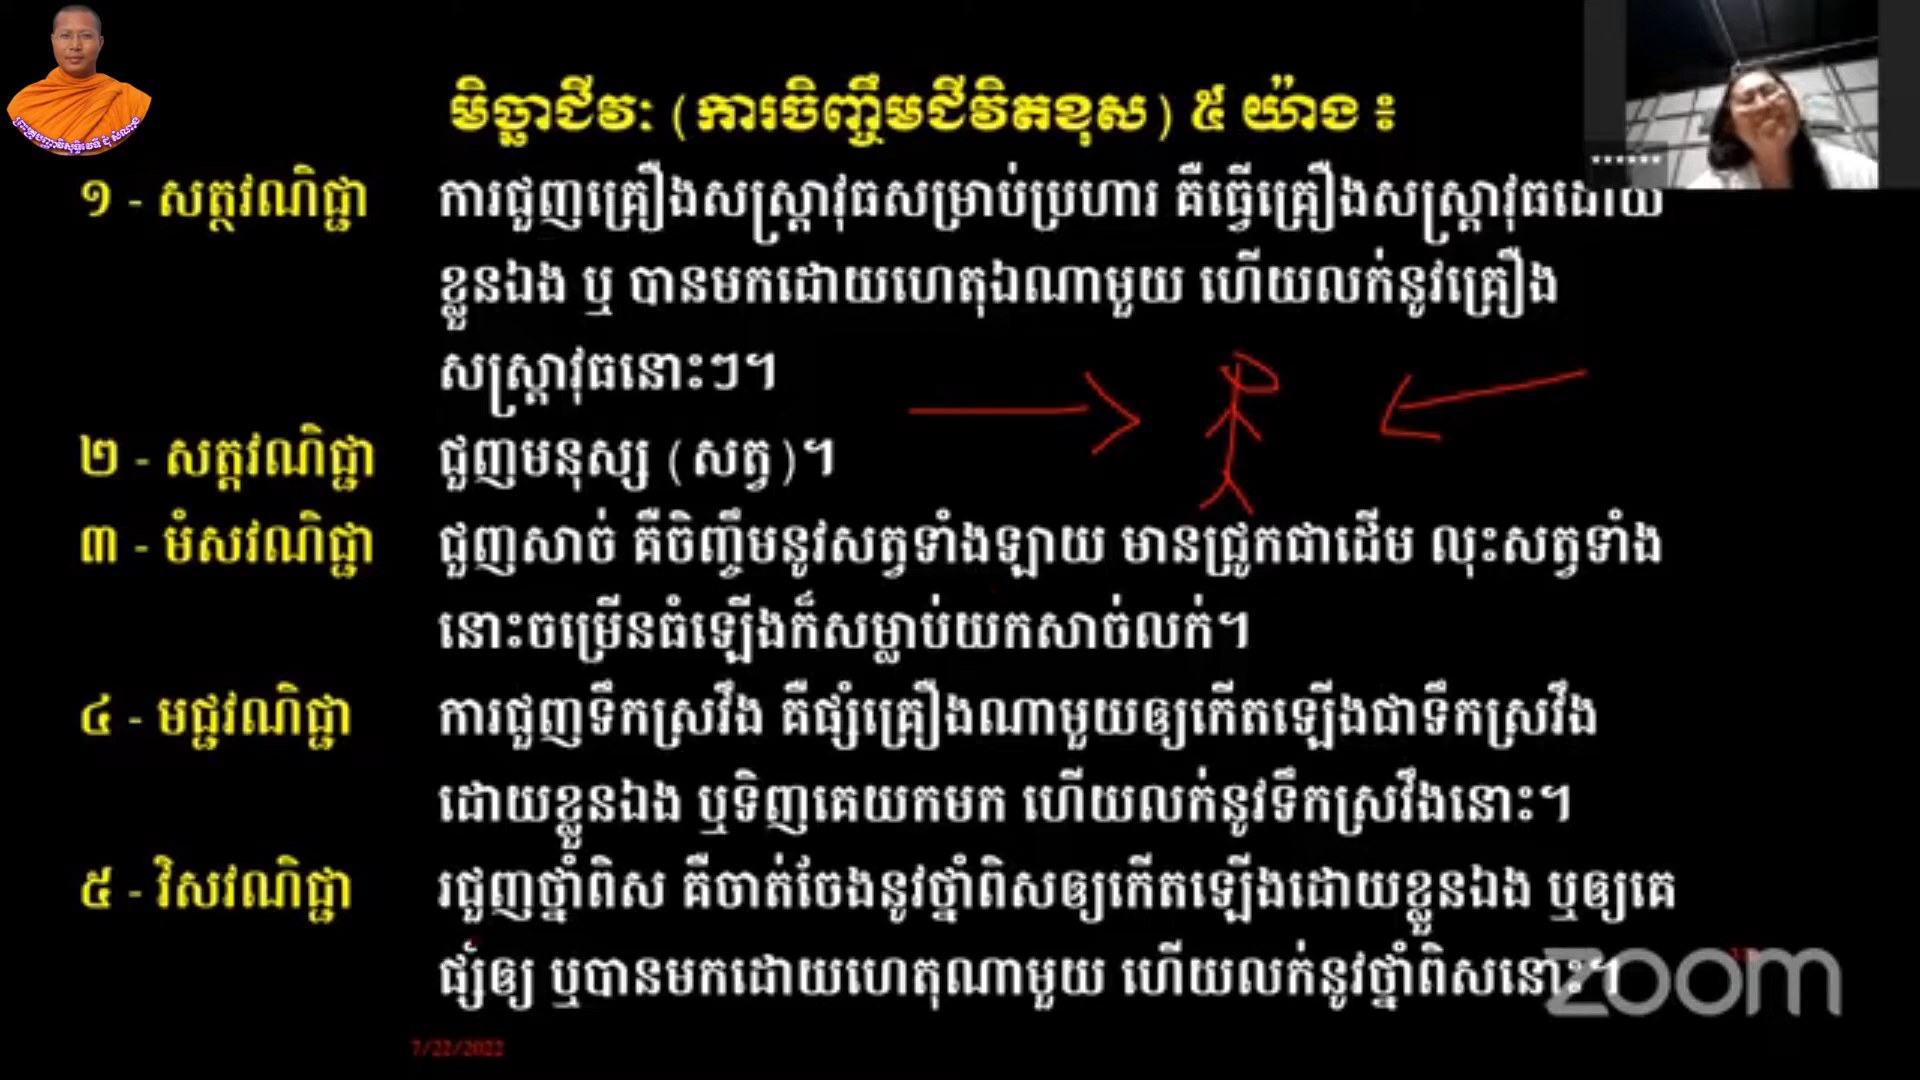 មិច្ឆាជីវៈ (ការចិញ្ចឹមជីវិតខុស) ៥ យ៉ាង ៖
១ - សត្ថវណិជ្ជា ការជួញគ្រឿងសស្ត្រាវុធសម្រាប់ប្រហារ គឺធ្វើគ្រឿងសស្ត្រាវុធដោយ
ខ្លួនឯង ឬ បានមកដោយហេតុឯណាមួយ ហើយលក់នូវគ្រឿង
សស្ត្រាវុធនោះៗ។
២ - សត្តវណិជ្ជា ជួញមនុស្ស (សត្វ)។
៣ - មំសវណិជ្ជា ជួញសាច់ គឺចិញ្ចឹមនូវសត្វទាំងឡាយ មានជ្រូកជាដើម លុះសត្វទាំង
នោះចម្រើនធំឡើងក៏សម្លាប់យកសាច់លក់។
៤ - មជ្ជវណិជ្ជា ការជួញទឹកស្រវឹង គឺផ្សំគ្រឿងណាមួយឲ្យកើតឡើងជាទឹកស្រវឹង
ដោយខ្លួនឯង ឬទិញគេយកមក ហើយលក់នូវទឹកស្រវឹងនោះ។
៥ - វិសវណិជ្ជា រជួញថ្នាំពិស គឺចាត់ចែងនូវថ្នាំពិសឲ្យកើតឡើងដោយខ្លួនឯង ឬឲ្យគេ
ផ្សំឲ្យ ឬបានមកដោយហេតុណាមួយ ហើយលក់នូវថ្នាំពិសនោះ។
zoom
7/22/2022